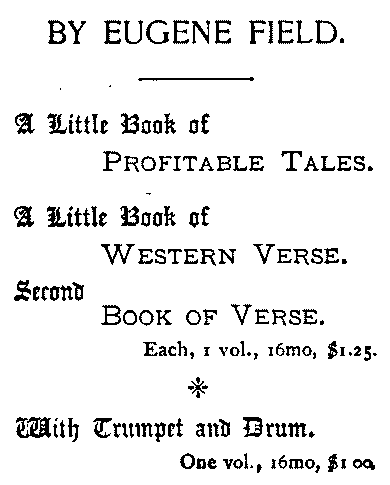 BY EUGENE FIELD.
A Little Book of
PROFITABLE TALES.
A Little Book of
WESTERN VERSE.
Second
BOOK OF VERSE.
Each, 1 vol., 16mo, $1.25.
With Trumpet and Drum.
One vol., 16mo, $1 00.